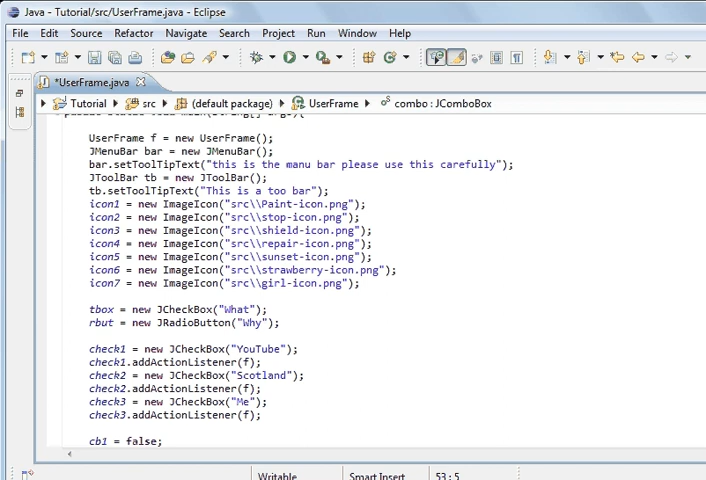 Java - Tutorial/src/UserFrame.java - Eclipse
File Edit Source Refactor Navigate Search Project Run Window Help
*UserFrame.java
Tutorial src (default package) UserFrame combo : JComboBox
UserFrame f = new UserFrame();
JMenuBar bar = new JMenuBar();
bar.setToolTipText("this is the manu bar please use this carefully");
JToolBar tb = new JToolBar();
tb.setToolTipText("This is a too bar");
icon1 = new ImageIcon("src\\Paint-icon.png");
icon2 = new ImageIcon("src\\stop-icon.png");
icon3 = new ImageIcon("src\\shield-icon.png");
icon4 = new ImageIcon("src\\repair-icon.png");
icon5 = new ImageIcon("src\\sunset-icon.png");
icon6 = new ImageIcon("src\\strawberry-icon.png");
icon7 = new ImageIcon("src\\girl-icon.png");
tbox = new JCheckBox("What");
rbut = new JRadioButton("Why");
check1 = new JCheckBox("YouTube");
check1.addActionListener(f);
check2 = new JCheckBox("Scotland");
check2.addActionListener(f);
check3 = new JCheckBox("Me");
check3.addActionListener(f);
cb1 = false;
Writable Smart Insert 53 : 5